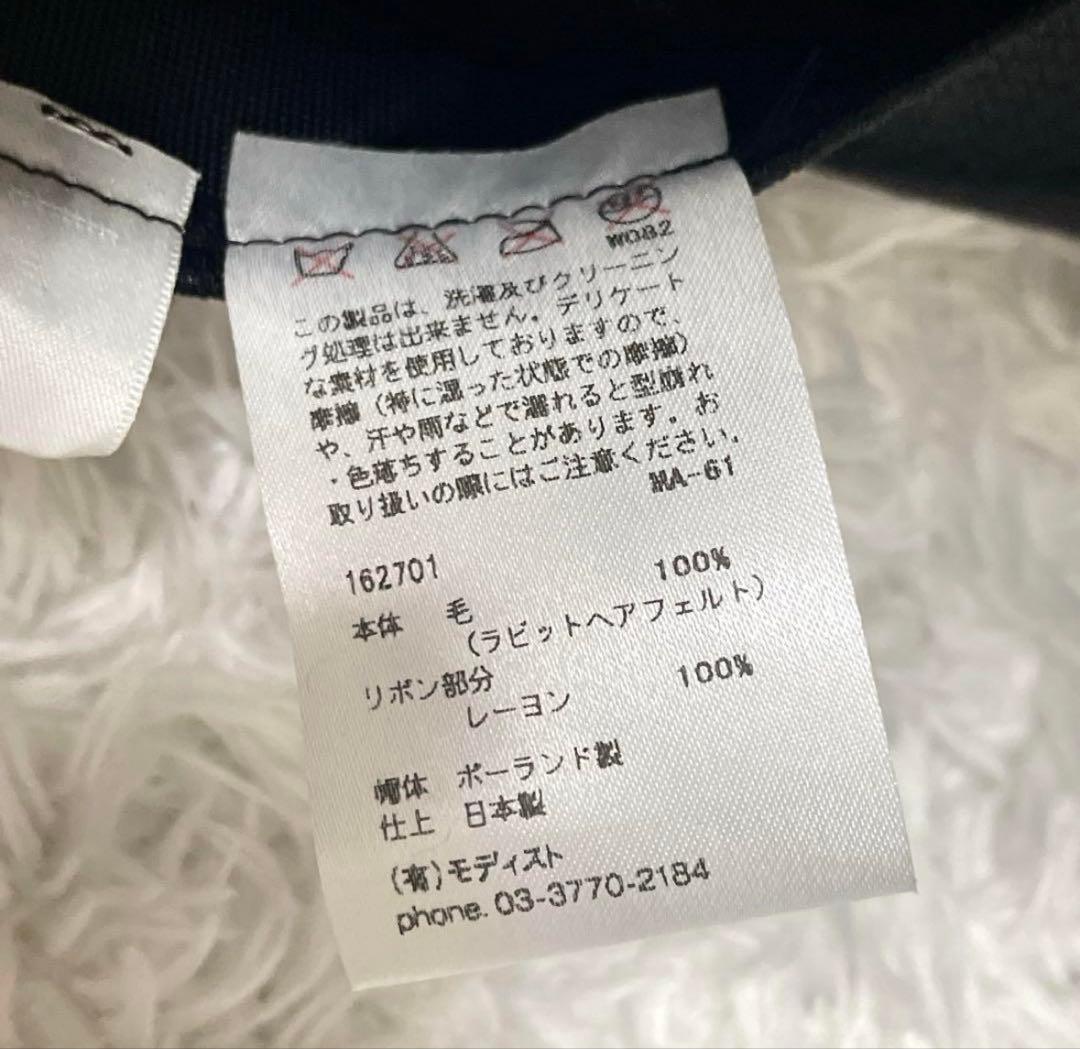 W082
この製品は、洗濯及びクリーニン
グ処理は出来ません。デリケート
な素材を使用しておりますので、
摩擦(特に湿った状態での摩擦)
や、汗や雨などで濡れると型崩れ
・色落ちすることがあります。お
取り扱いの際にはご注意ください。
MA-61
162701
本体 毛 100%
(ラビットヘアフェルト)
リボン部分
レーヨン 100%
帽体 ポーランド製
仕上 日本製
(有)モディスト
phone. 03-3770-2184